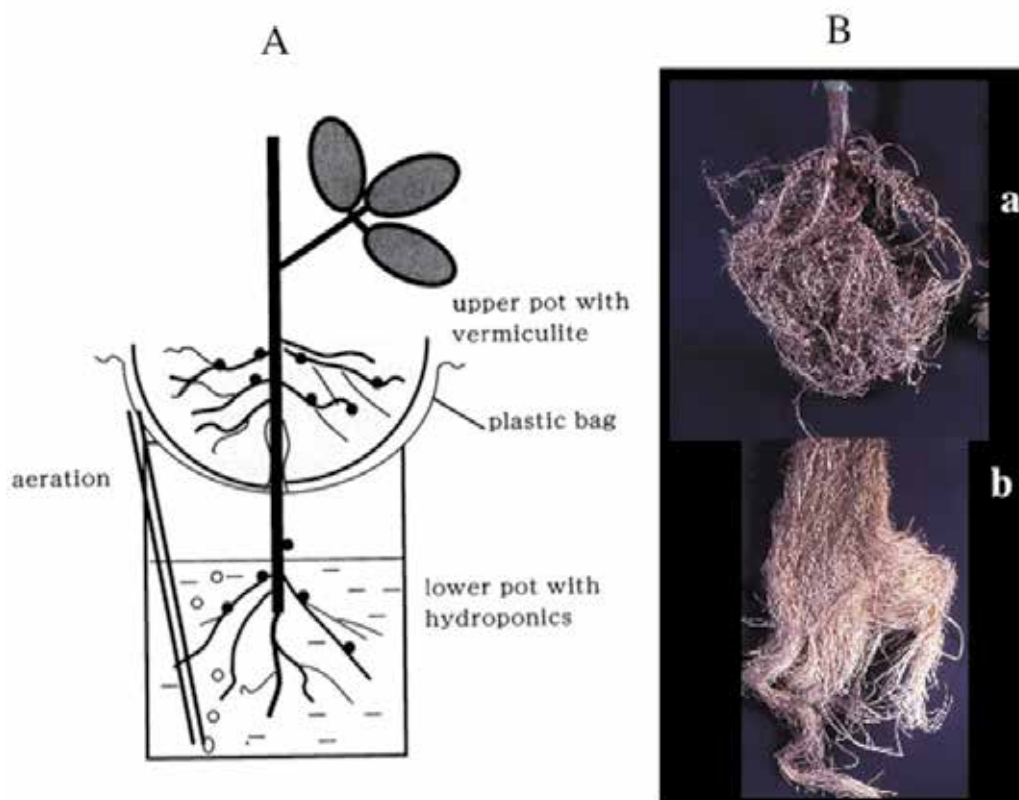 A
B
upper pot with
vermiculite
plastic bag
aeration
lower pot with
hydroponics
a
b